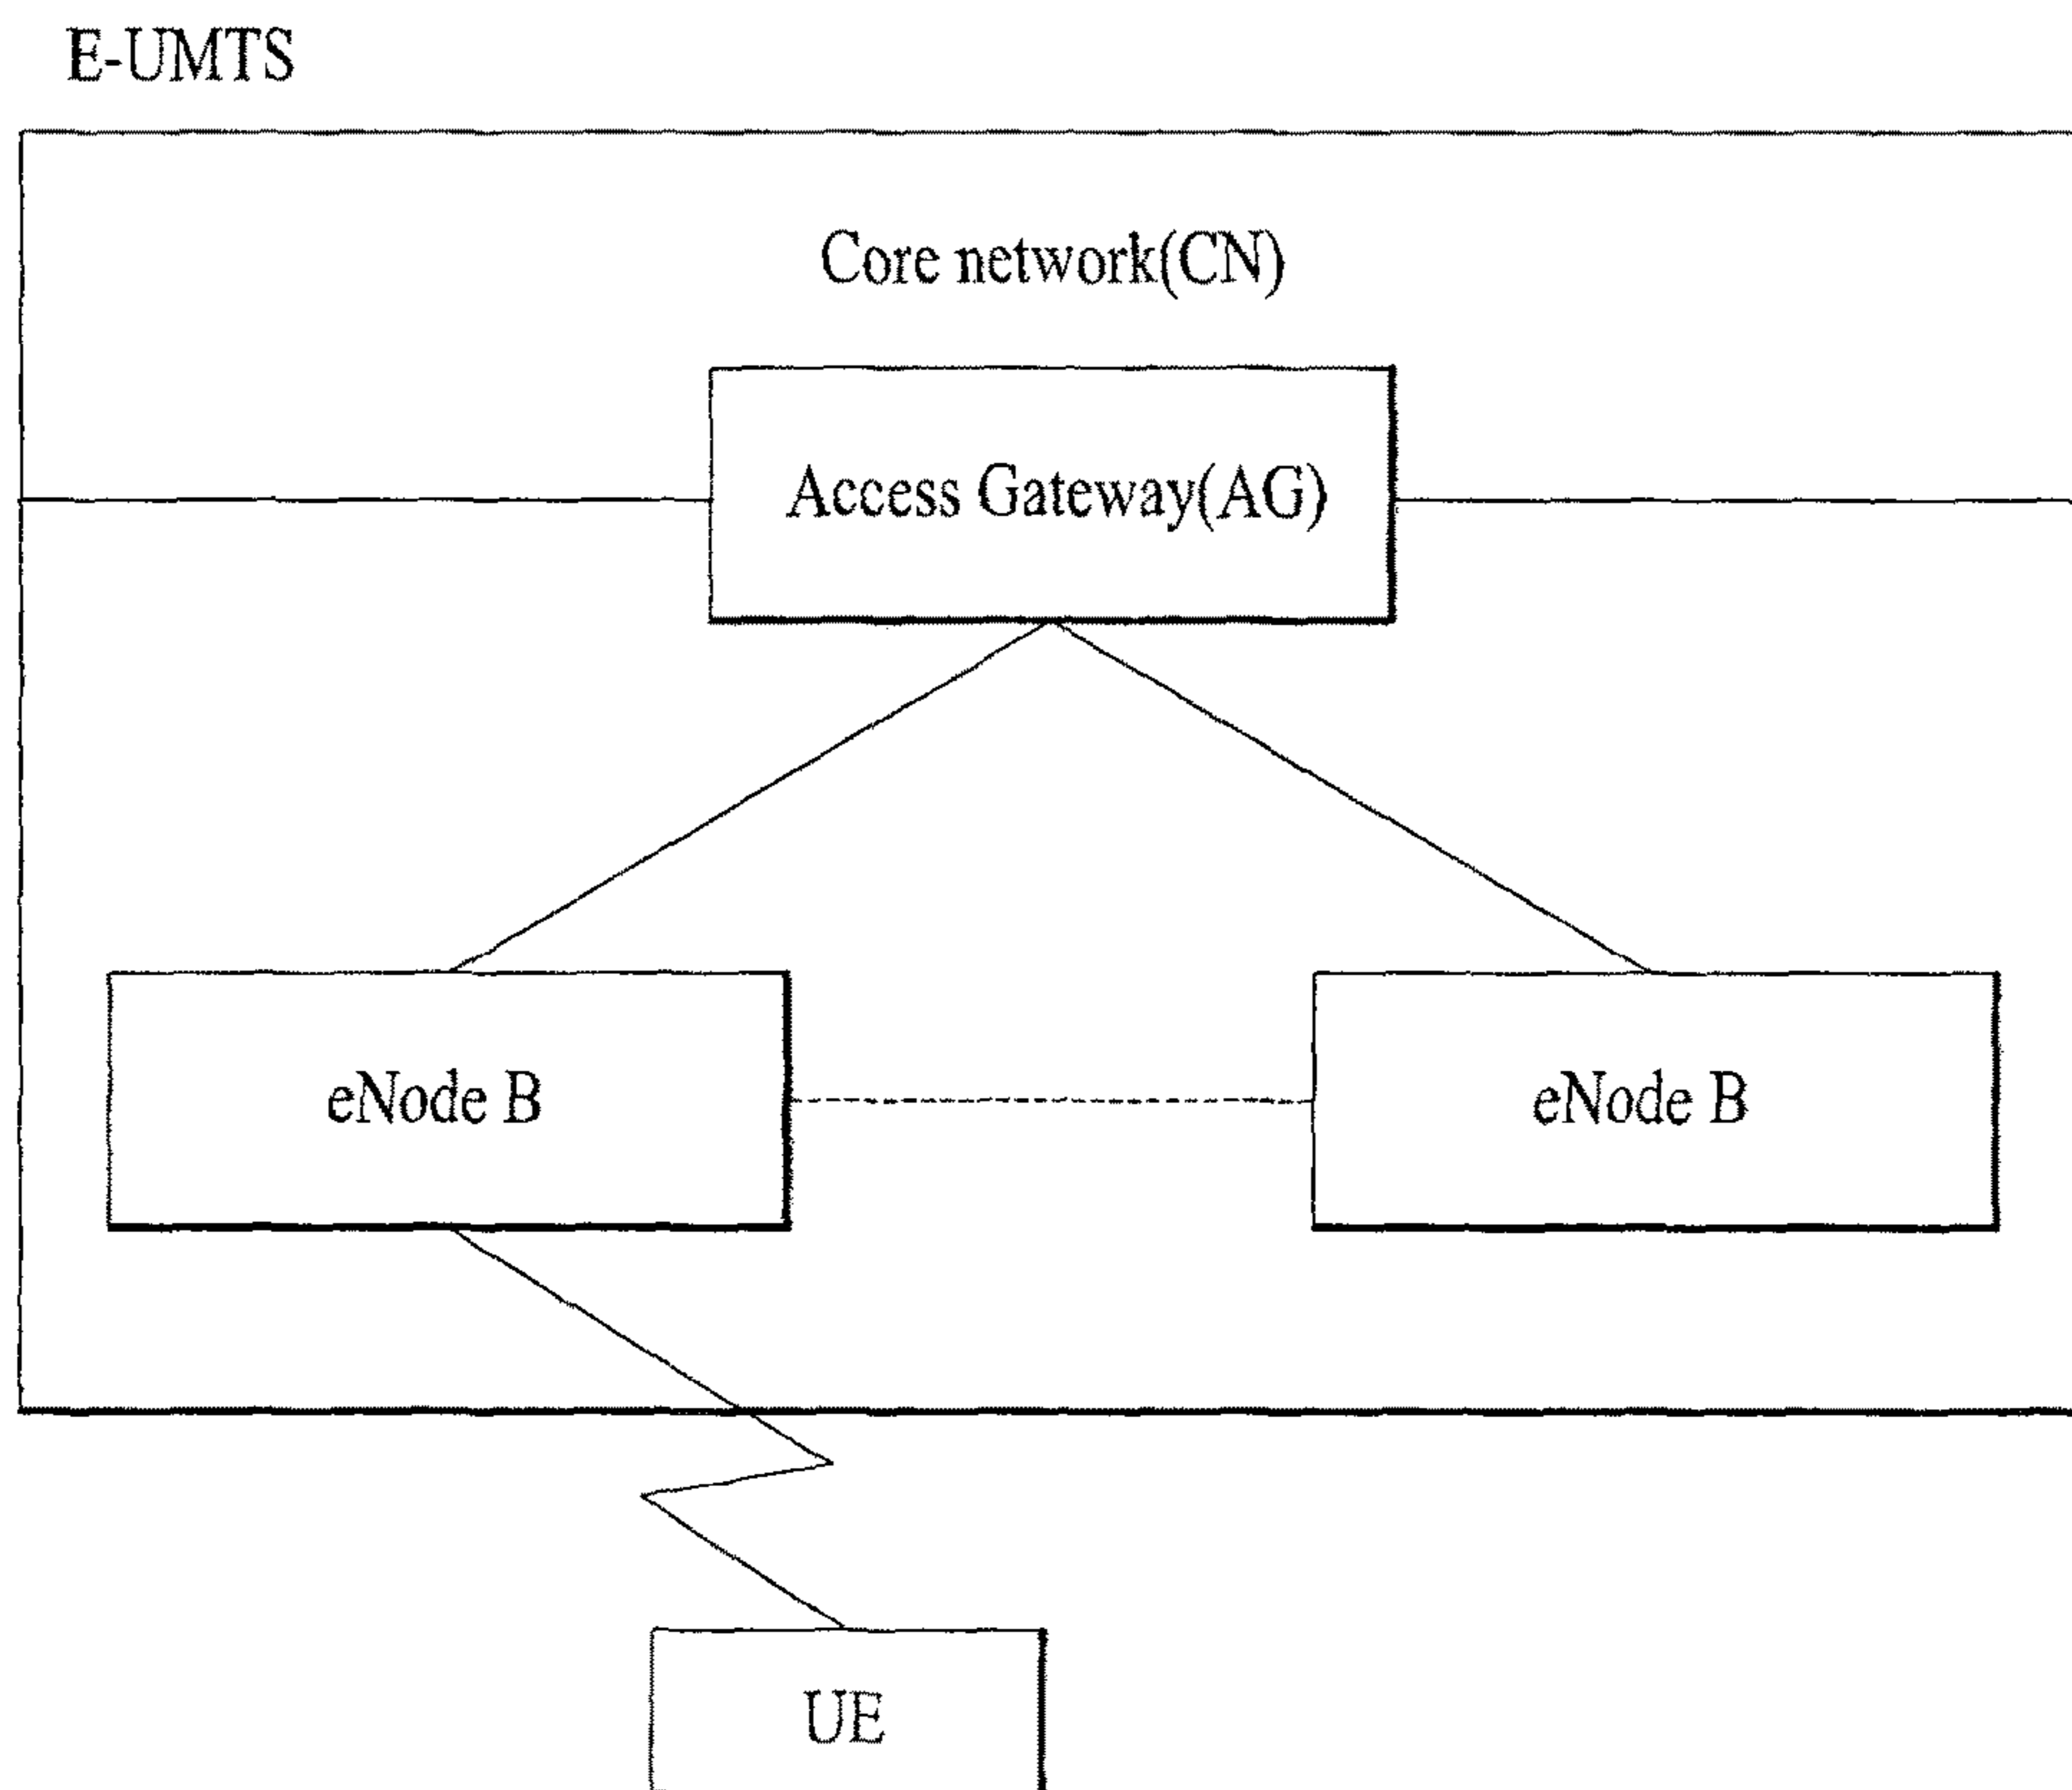 E-UMTS
Core network(CN)
Access Gateway(AG)
eNode B
eNode B
UE